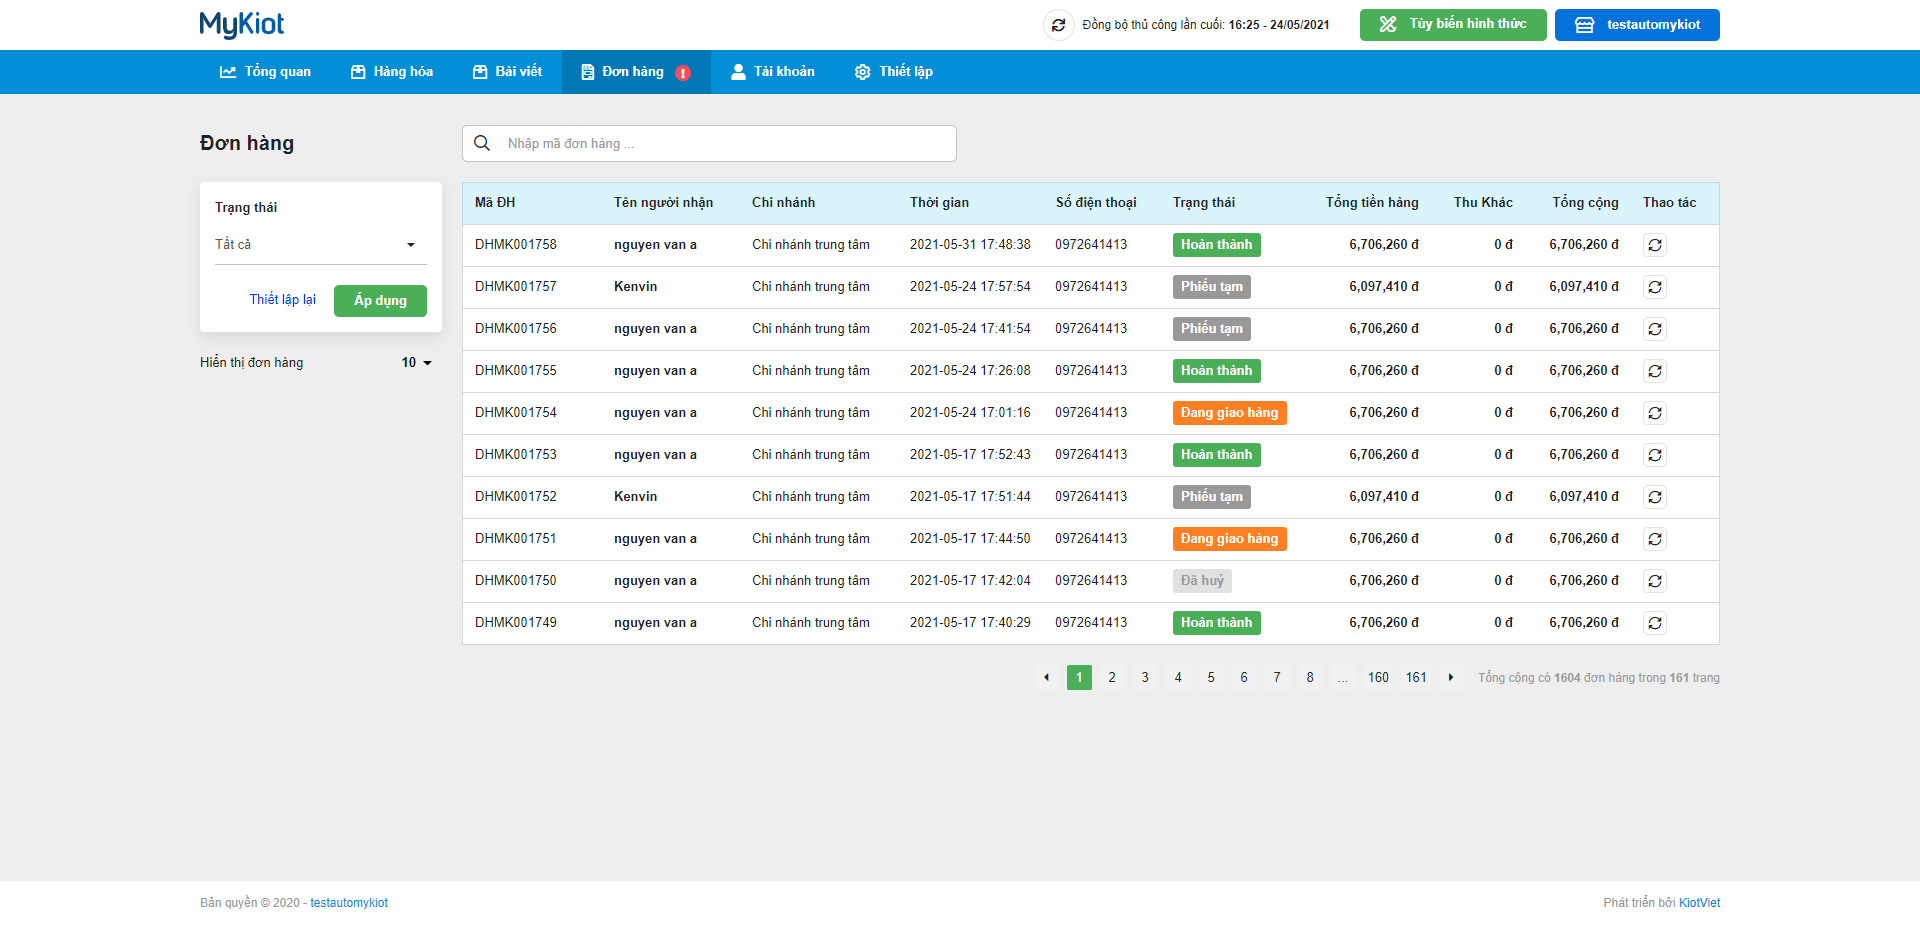 MyKiot
Đồng bộ thủ công lần cuối: 16:25 - 24/05/2021
Tùy biến hình thức
testautomykiot
Tổng quan
Hàng hóa
Bài viết
Đơn hàng
Tài khoản
Thiết lập
Đơn hàng
Nhập mã đơn hàng ...
Trạng thái
Tất cả
Thiết lập lại
Áp dụng
Hiển thị đơn hàng 10
Mã ĐH Tên người nhận Chi nhánh Thời gian Số điện thoại Trạng thái Tổng tiền hàng Thu Khác Tổng cộng Thao tác
DHMK001758 nguyen van a Chi nhánh trung tâm 2021-05-31 17:48:38 0972641413 Hoàn thành 6,706,260 đ 0 đ 6,706,260 đ
DHMK001757 Kenvin Chi nhánh trung tâm 2021-05-24 17:57:54 0972641413 Phiếu tạm 6,097,410 đ 0 đ 6,097,410 đ
DHMK001756 nguyen van a Chi nhánh trung tâm 2021-05-24 17:41:54 0972641413 Phiếu tạm 6,706,260 đ 0 đ 6,706,260 đ
DHMK001755 nguyen van a Chi nhánh trung tâm 2021-05-24 17:26:08 0972641413 Hoàn thành 6,706,260 đ 0 đ 6,706,260 đ
DHMK001754 nguyen van a Chi nhánh trung tâm 2021-05-24 17:01:16 0972641413 Đang giao hàng 6,706,260 đ 0 đ 6,706,260 đ
DHMK001753 nguyen van a Chi nhánh trung tâm 2021-05-17 17:52:43 0972641413 Hoàn thành 6,706,260 đ 0 đ 6,706,260 đ
DHMK001752 Kenvin Chi nhánh trung tâm 2021-05-17 17:51:44 0972641413 Phiếu tạm 6,097,410 đ 0 đ 6,097,410 đ
DHMK001751 nguyen van a Chi nhánh trung tâm 2021-05-17 17:44:50 0972641413 Đang giao hàng 6,706,260 đ 0 đ 6,706,260 đ
DHMK001750 nguyen van a Chi nhánh trung tâm 2021-05-17 17:42:04 0972641413 Đã huỷ 6,706,260 đ 0 đ 6,706,260 đ
DHMK001749 nguyen van a Chi nhánh trung tâm 2021-05-17 17:40:29 0972641413 Hoàn thành 6,706,260 đ 0 đ 6,706,260 đ
1 2 3 4 5 6 7 8 ... 160 161 Tổng cộng có 1604 đơn hàng trong 161 trang
Bản quyền © 2020 - testautomykiot
Phát triển bởi KiotViet